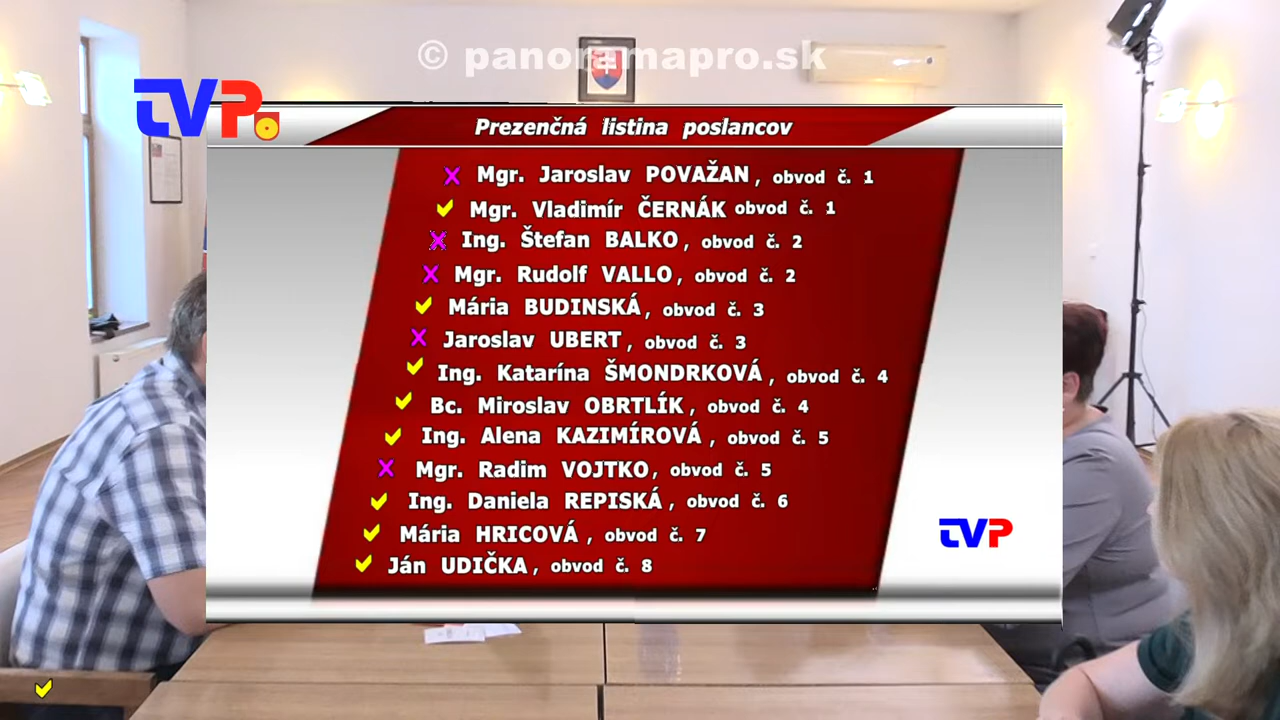 © panoramapro.sk
TVP
Prezenčná listina poslancov
Mgr. Jaroslav POVAŽAN, obvod č. 1
Mgr. Vladimír ČERNÁK obvod č. 1
Ing. Štefan BALKO, obvod č. 2
Mgr. Rudolf VALLO, obvod č. 2
Mária BUDINSKÁ, obvod č. 3
Jaroslav UBERT, obvod č. 3
Ing. Katarína ŠMONDRKOVÁ, obvod č. 4
Bc. Miroslav OBRTLÍK, obvod č. 4
Ing. Alena KAZIMÍROVÁ, obvod č. 5
Mgr. Radim VOJTKO, obvod č. 5
Ing. Daniela REPISKÁ, obvod č. 6
TVP
Mária HRICOVÁ, obvod č. 7
Ján UDIČKA, obvod č. 8